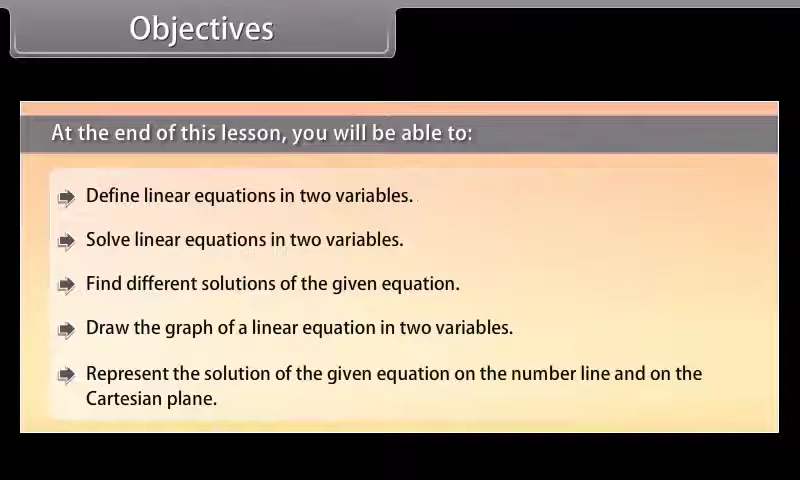 Objectives
At the end of this lesson, you will be able to:
Define linear equations in two variables.
Solve linear equations in two variables.
Find different solutions of the given equation.
Draw the graph of a linear equation in two variables.
Represent the solution of the given equation on the number line and on the
Cartesian plane.